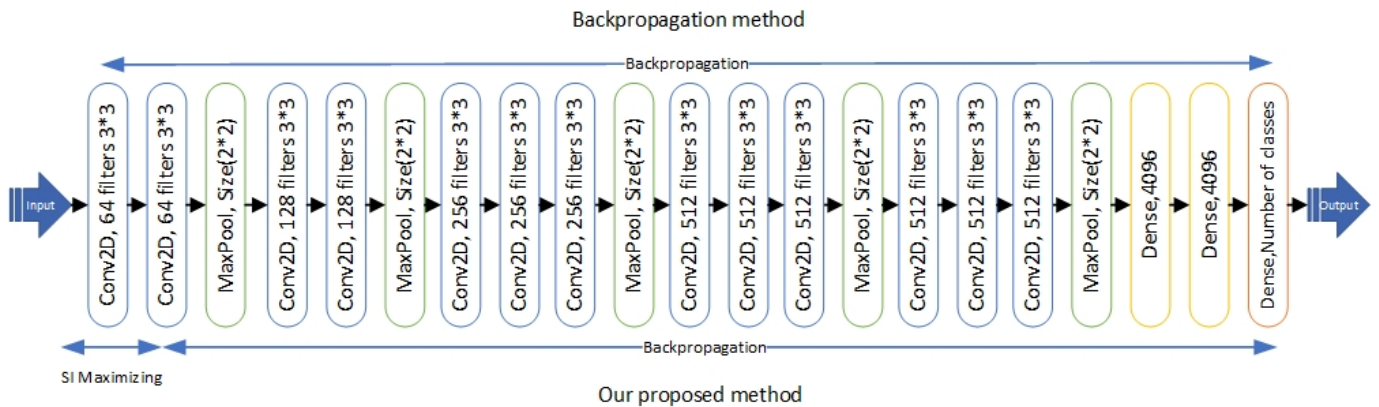 Backpropagation method
Backpropagation
Input
Conv2D, 64 filters 3*3
Conv2D, 64 filters 3*3
MaxPool, Size(2*2)
Conv2D, 128 filters 3*3
Conv2D, 128 filters 3*3
MaxPool, Size(2*2)
Conv2D, 256 filters 3*3
Conv2D, 256 filters 3*3
Conv2D, 256 filters 3*3
MaxPool, Size(2*2)
Conv2D, 512 filters 3*3
Conv2D, 512 filters 3*3
Conv2D, 512 filters 3*3
MaxPool, Size(2*2)
Conv2D, 512 filters 3*3
Conv2D, 512 filters 3*3
Conv2D, 512 filters 3*3
MaxPool, Size(2*2)
Dense,4096
Dense,4096
Dense,Number of classes
Output
Backpropagation
SI Maximizing
Our proposed method